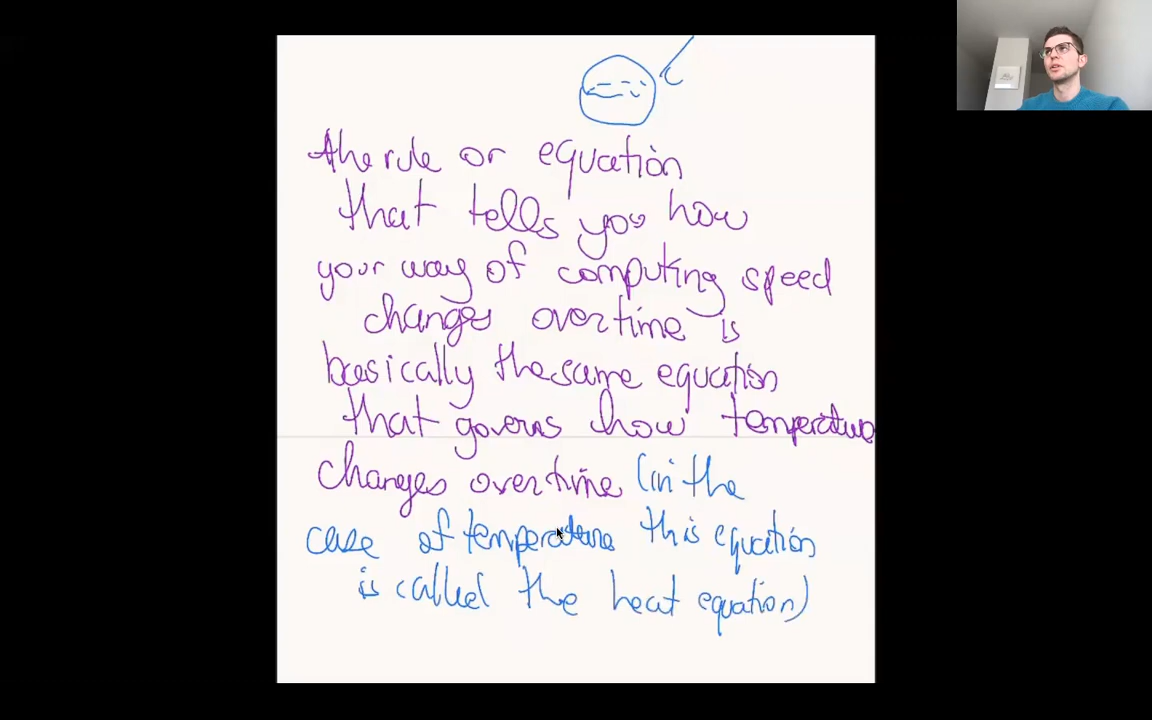 the rule or equation
that tells you how
your way of computing speed
changes over time is
basically the same equation
that governs how temperature
changes over time (in the
case of temperature this equation
is called the heat equation)